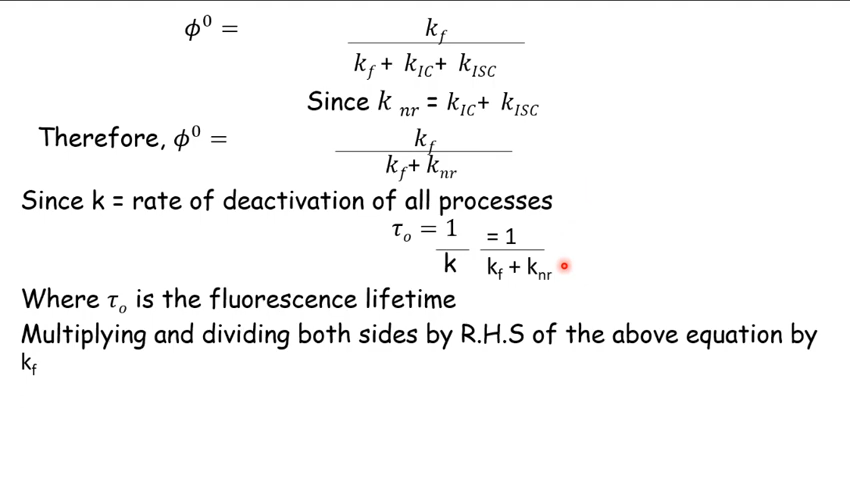 ϕ⁰ = k_f
k_f + k_IC + k_ISC
Since k nr = k_IC + k_ISC
Therefore, ϕ⁰ = k_f
k_f + k_nr
Since k = rate of deactivation of all processes
τ_o = 1 = 1
k k_f + k_nr
Where τ_o is the fluorescence lifetime
Multiplying and dividing both sides by R.H.S of the above equation by
k_f